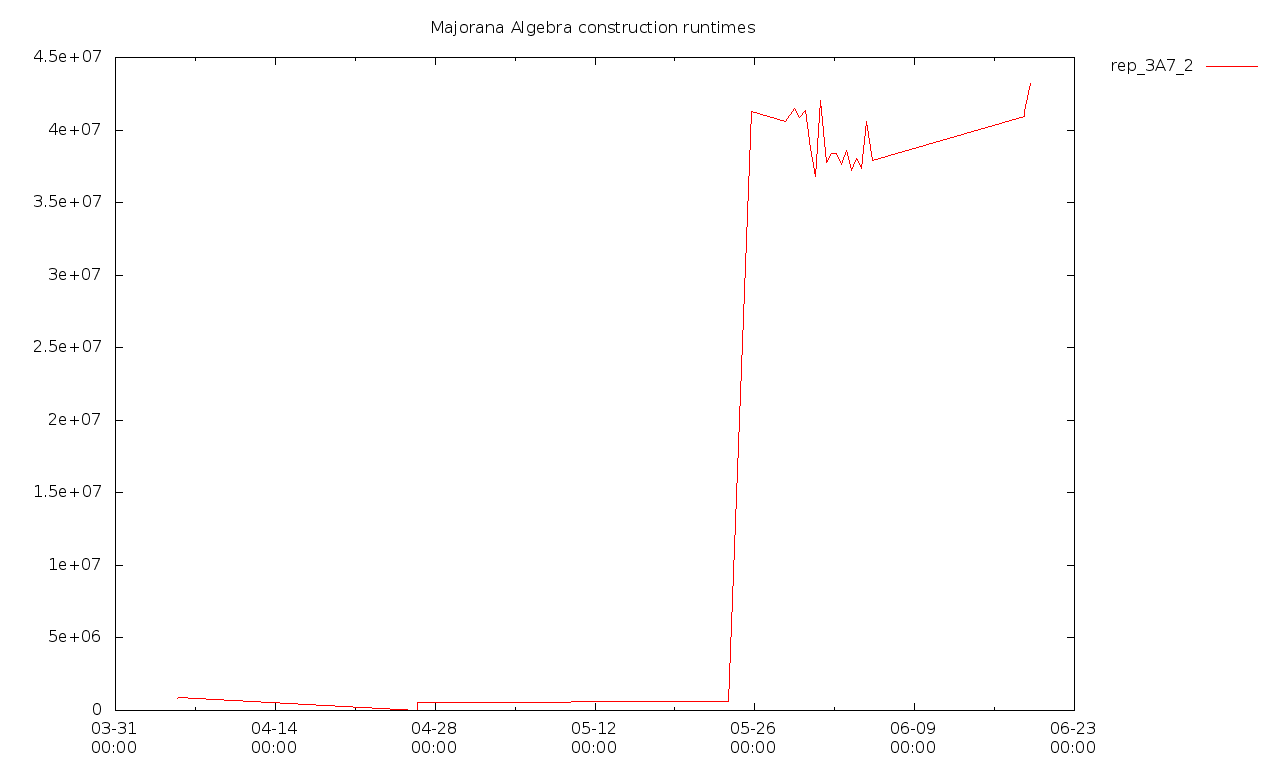 Majorana Algebra construction runtimes
rep_3A7_2
4.5e+07
4e+07
3.5e+07
3e+07
2.5e+07
2e+07
1.5e+07
1e+07
5e+06
0
03-31 04-14 04-28 05-12 05-26 06-09 06-23
00:00 00:00 00:00 00:00 00:00 00:00 00:00